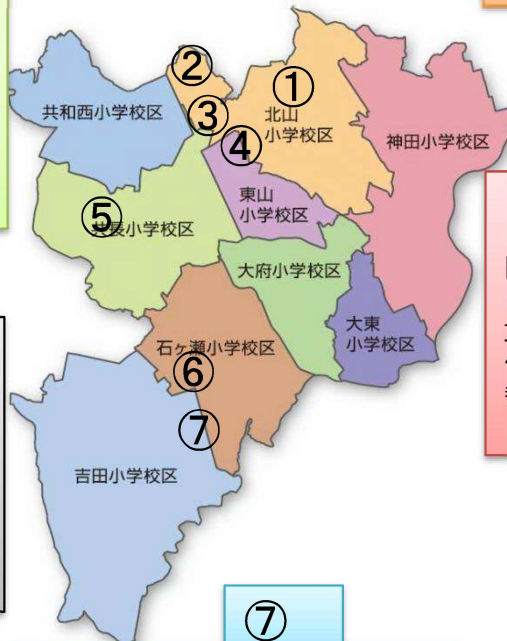 ②
①
共和西小学校区
③
北山
小学校区
④
神田小学校区
東山
小学校区
⑤
共長小学校区
大府小学校区
大東
小学校区
石ヶ瀬小学校区
⑥
⑦
吉田小学校区
⑦